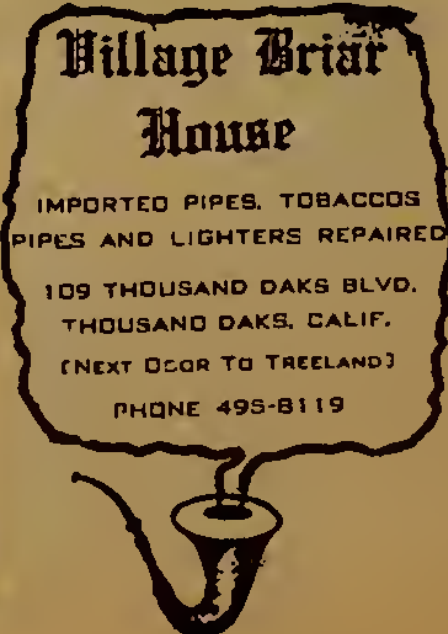 Village Briar
House
IMPORTED PIPES, TOBACCOS
PIPES AND LIGHTERS REPAIRED
109 THOUSAND OAKS BLVD.
THOUSAND OAKS, CALIF.
(NEXT DOOR TO TREELAND)
PHONE 495-8119